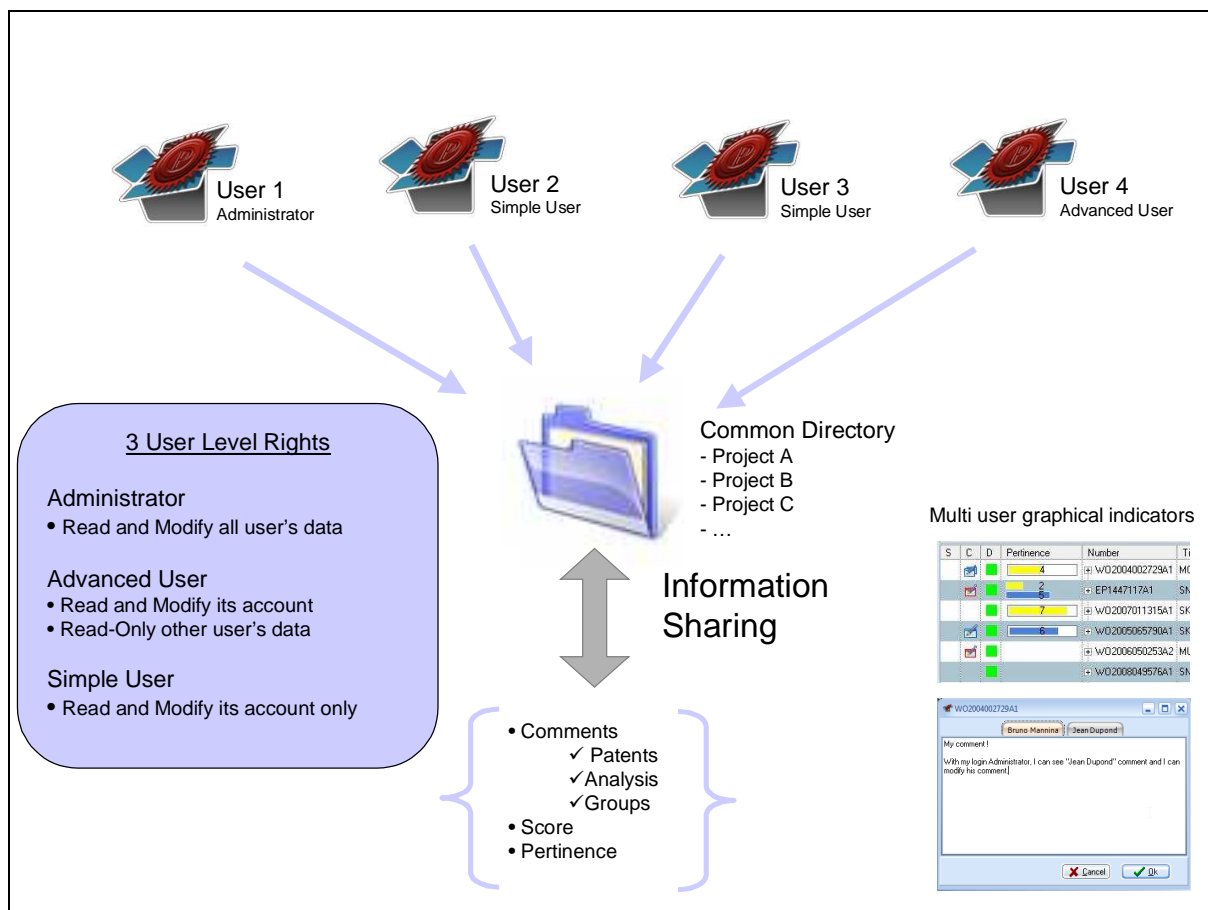 User 1
Administrator
User 2
Simple User
User 3
Simple User
User 4
Advanced User
3 User Level Rights
Administrator
• Read and Modify all user's data
Advanced User
• Read and Modify its account
• Read-Only other user's data
Simple User
• Read and Modify its account only
Common Directory
- Project A
- Project B
- Project C
- ...
Information
Sharing
• Comments
✓ Patents
✓Analysis
✓Groups
• Score
• Pertinence
Multi user graphical indicators
S C D Pertinence Number
4 WO2004002729A1
2
5 EP1447117A1 SN
7 WO2007011315A1 SK
6 WO2005065790A1 SK
WO2006050253A2
WO2008049576A1 SN
WO2004002729A1
Bruno Mannina Jean Dupond
My comment !
With my login Administrator, I can see "Jean Dupond" comment and I can
modify his comment.
Cancel Ok